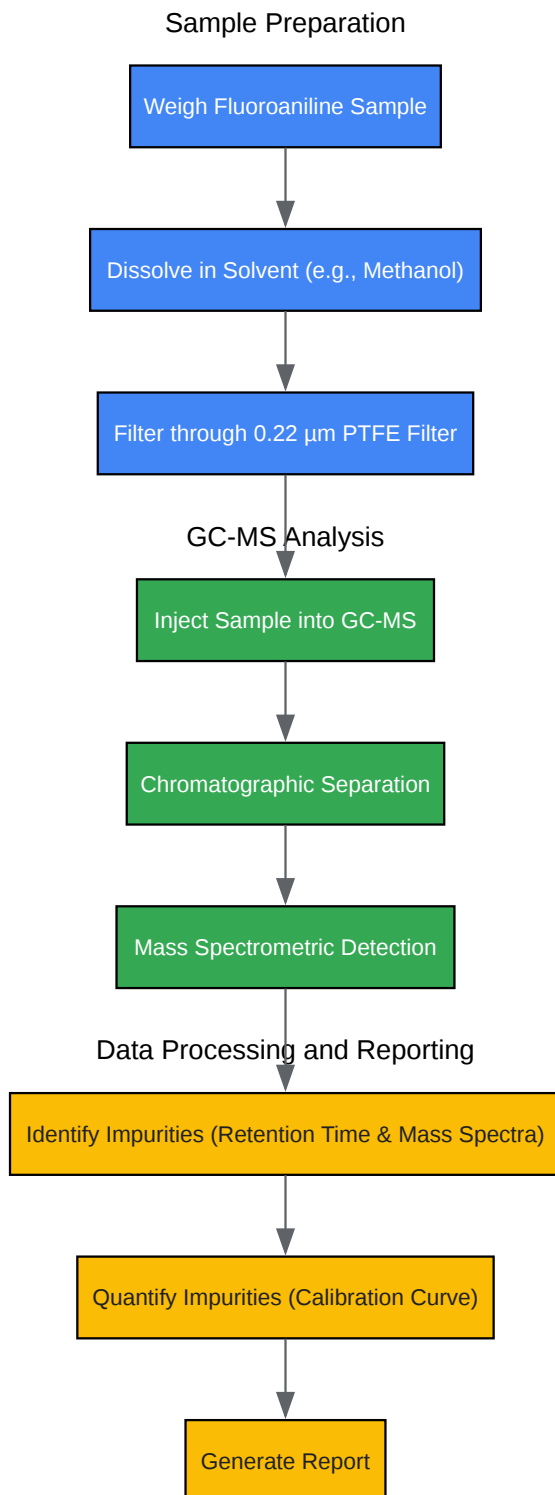 Sample Preparation
Weigh Fluoroaniline Sample
Dissolve in Solvent (e.g., Methanol)
Filter through 0.22 µm PTFE Filter
GC-MS Analysis
Inject Sample into GC-MS
Chromatographic Separation
Mass Spectrometric Detection
Data Processing and Reporting
Identify Impurities (Retention Time & Mass Spectra)
Quantify Impurities (Calibration Curve)
Generate Report